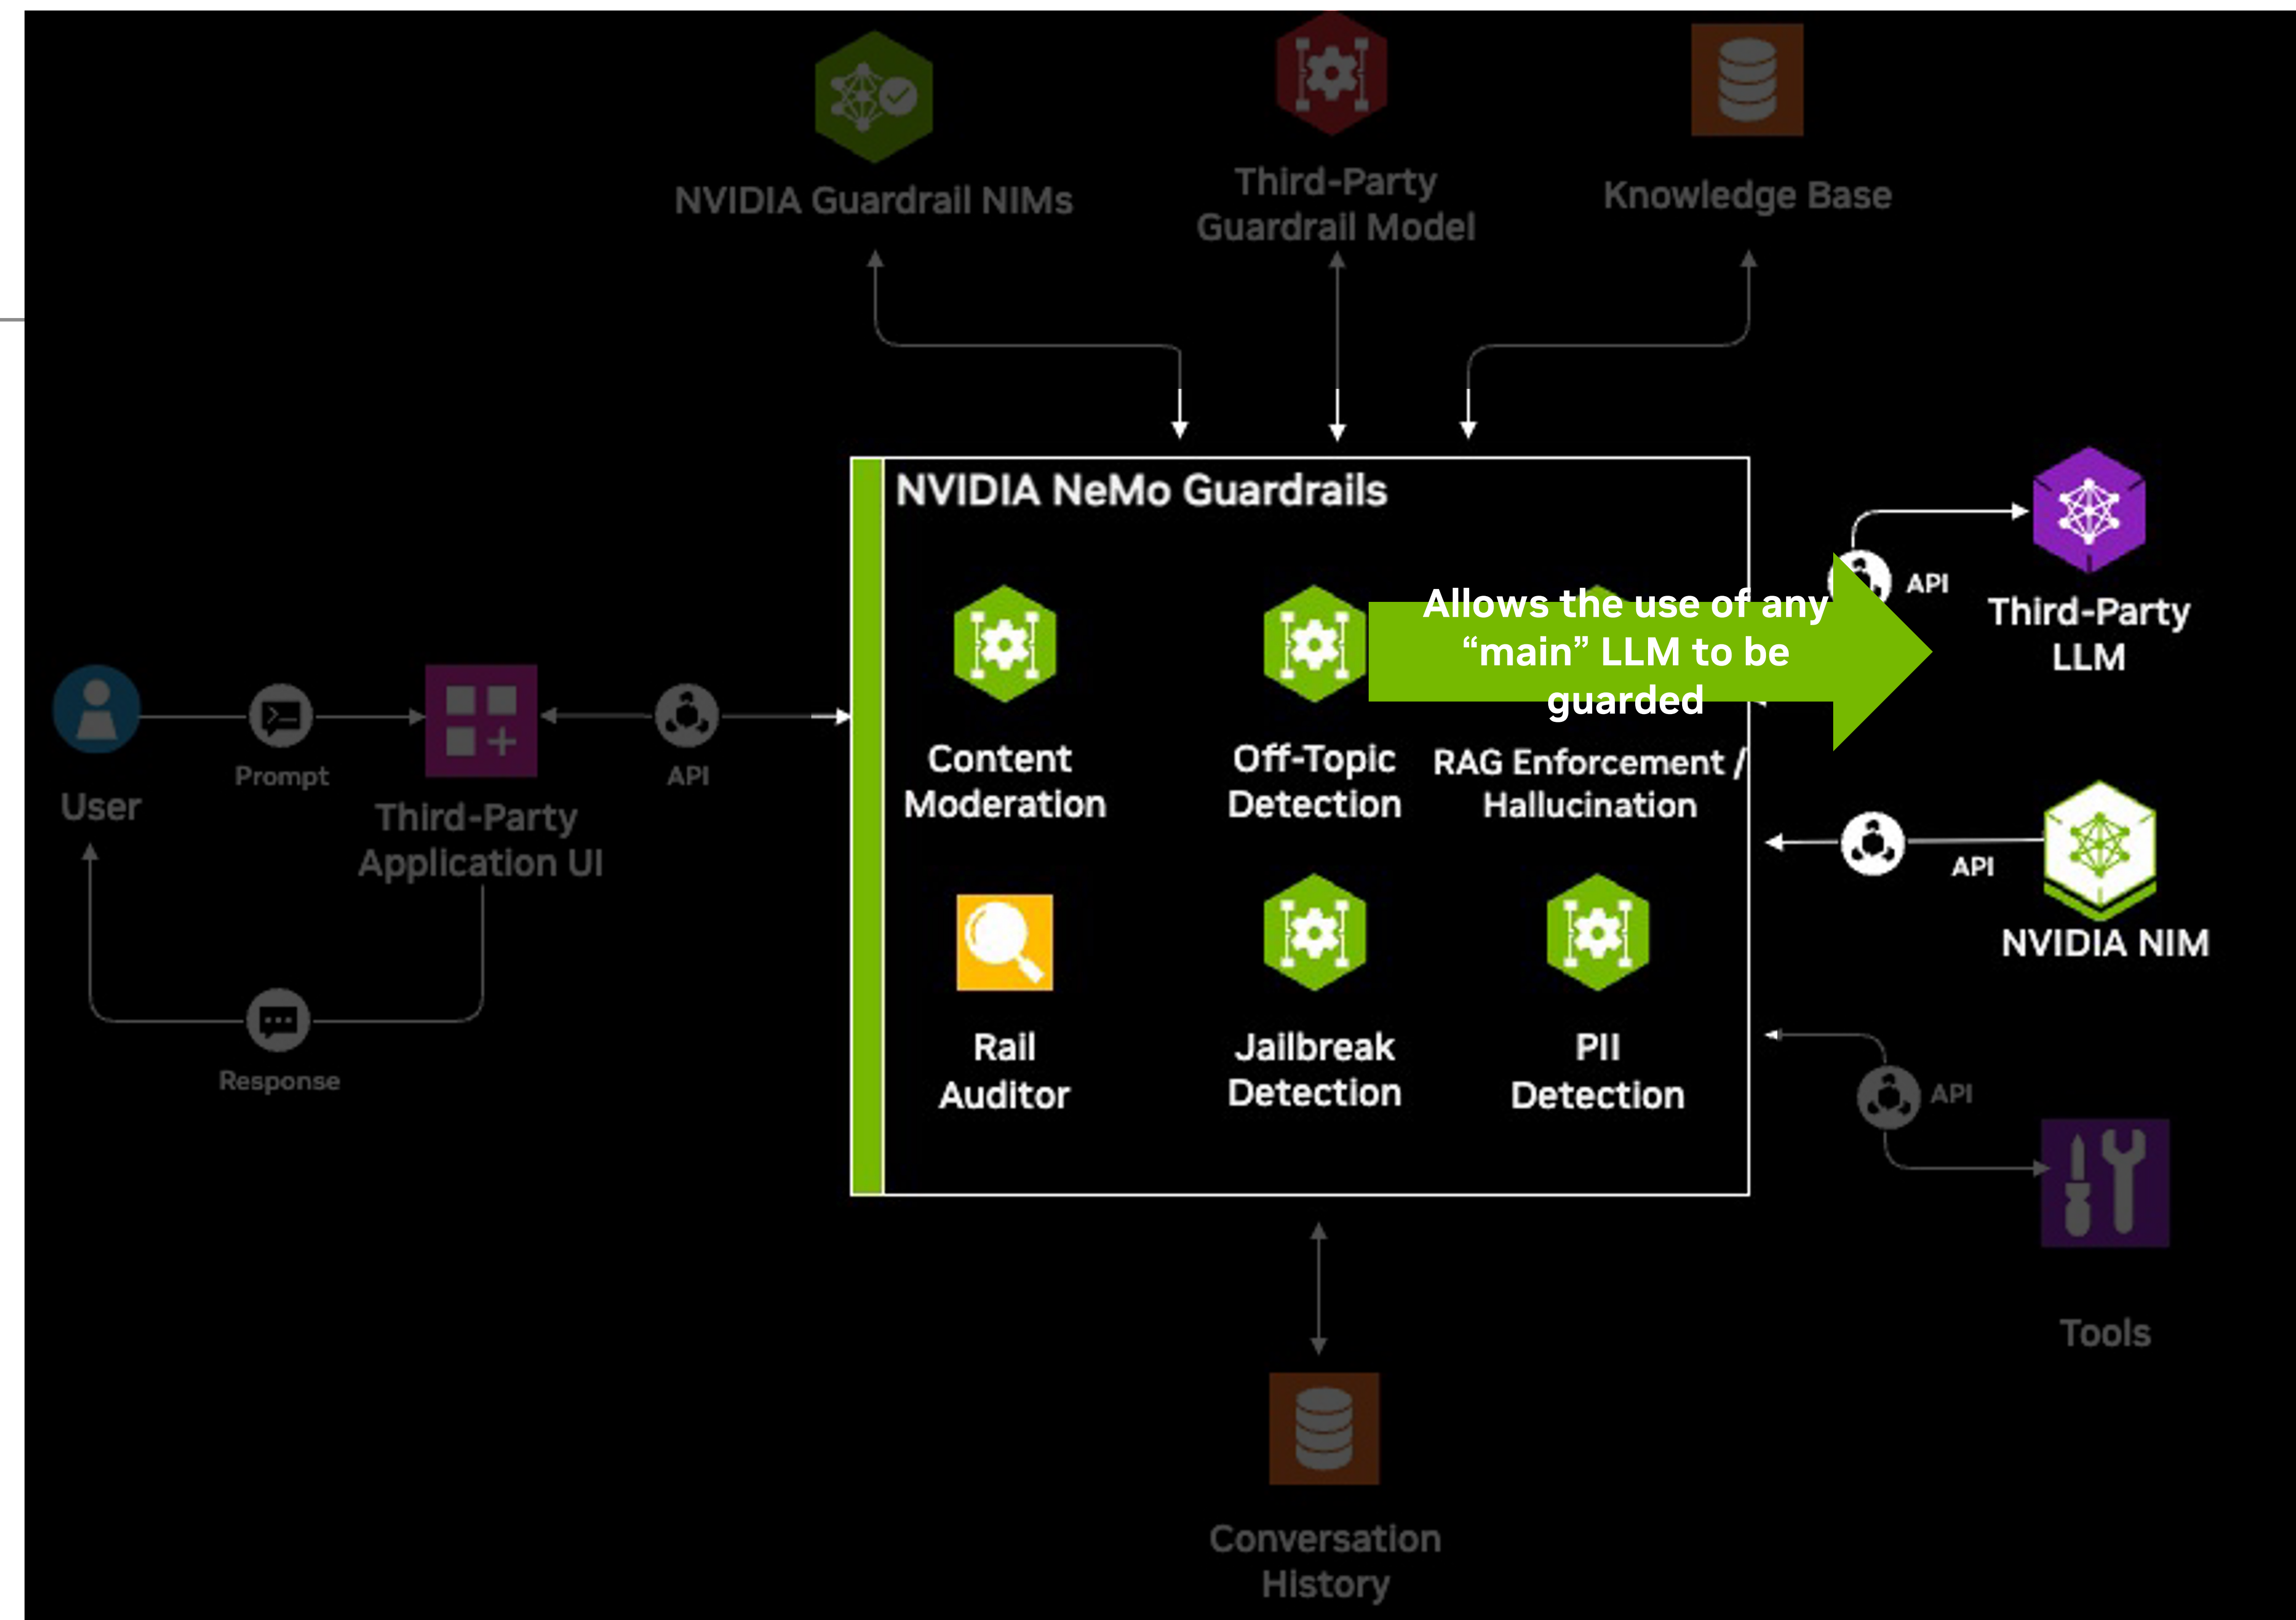 NVIDIA Guardrail NIMs
Third-Party
Guardrail Model
Knowledge Base
NVIDIA NeMo Guardrails
Content
Moderation
Off-Topic
Detection
RAG Enforcement /
Hallucination
Rail
Auditor
Jailbreak
Detection
PII
Detection
Allows the use of any
“main” LLM to be
guarded
API
Third-Party
LLM
API
NVIDIA NIM
API
Tools
User
Prompt
Third-Party
Application UI
API
Response
Conversation
History